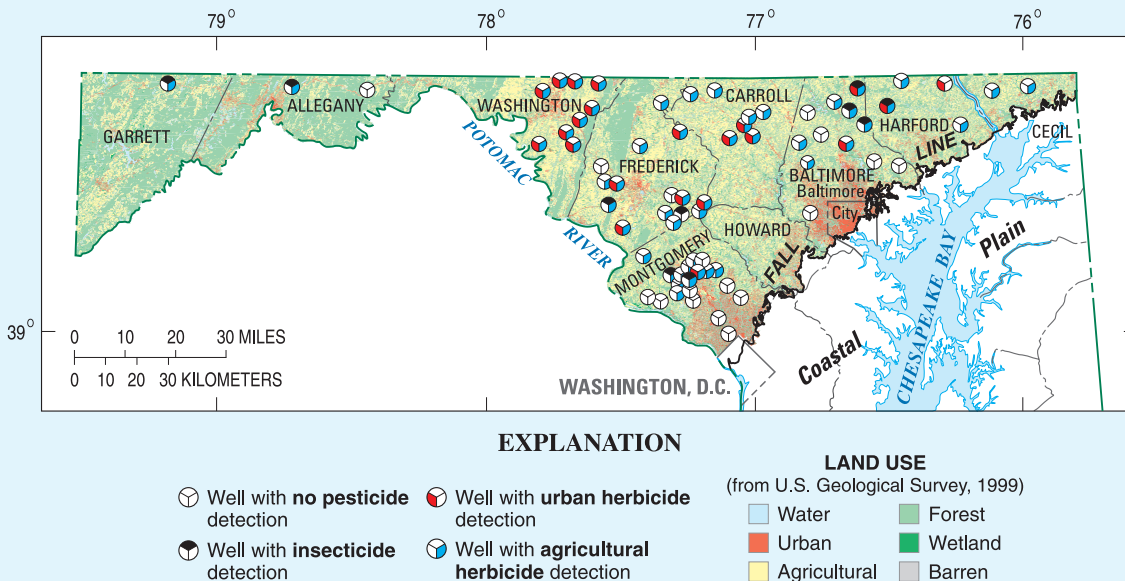 79°
78°
77°
76°
GARRETT
ALLEGANY
WASHINGTON
CARROLL
HARFORD
CECIL
FREDERICK
BALTIMORE
Baltimore
City
HOWARD
MONTGOMERY
POTOMAC
RIVER
FALL
LINE
CHESAPEAKE BAY
Coastal
Plain
39°
0 10 20 30 MILES
0 10 20 30 KILOMETERS
WASHINGTON, D.C.
EXPLANATION
Well with no pesticide
detection
Well with insecticide
detection
Well with urban herbicide
detection
Well with agricultural
herbicide detection
LAND USE
(from U.S. Geological Survey, 1999)
Water
Urban
Agricultural
Forest
Wetland
Barren